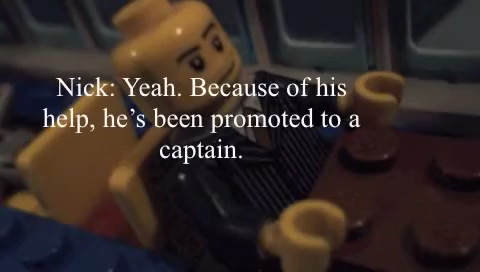 Nick: Yeah. Because of his
help, he’s been promoted to a
captain.